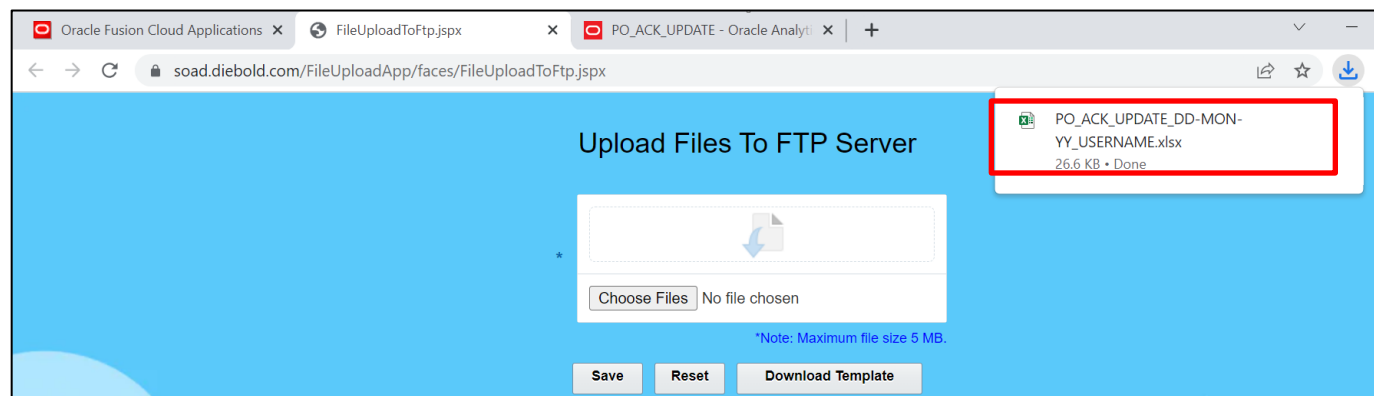 Oracle Fusion Cloud Applications
FileUploadToFtp.jspx
PO_ACK_UPDATE - Oracle Analyti
soad.diebold.com/FileUploadApp/faces/FileUploadToFtp.jspx
PO_ACK_UPDATE_DD-MON-
YY_USERNAME.xlsx
26.6 KB • Done
Upload Files To FTP Server
*
Choose Files No file chosen
*Note: Maximum file size 5 MB.
Save Reset Download Template